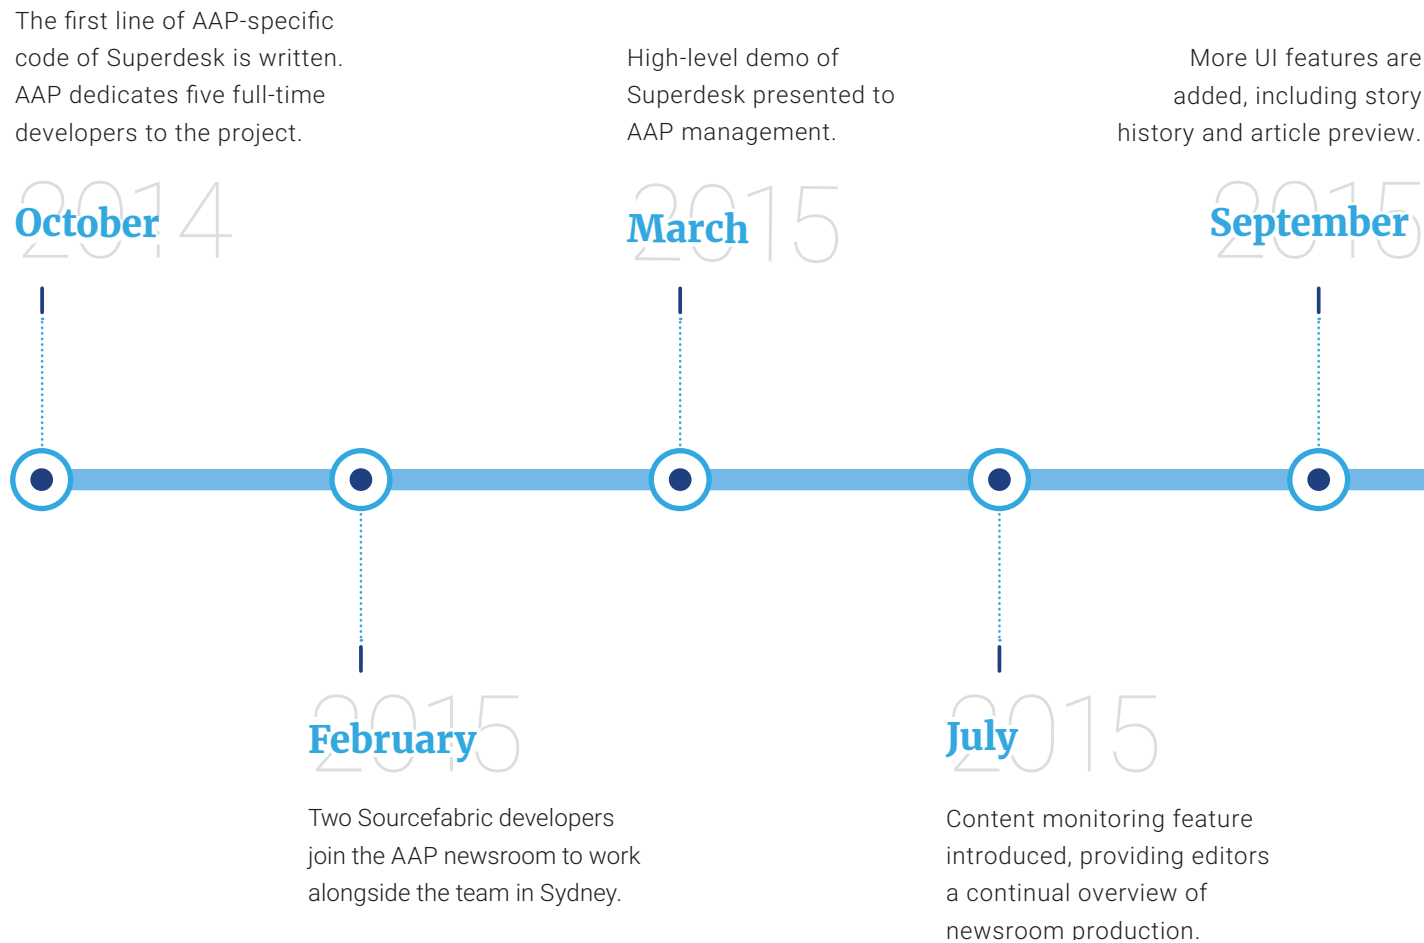 The first line of AAP-specific
code of Superdesk is written.
AAP dedicates five full-time
developers to the project.
2014
October
Two Sourcefabric developers
join the AAP newsroom to work
alongside the team in Sydney.
2015
February
High-level demo of
Superdesk presented to
AAP management.
2015
March
Content monitoring feature
introduced, providing editors
a continual overview of
newsroom production.
2015
July
More UI features are
added, including story
history and article preview.
2015
September